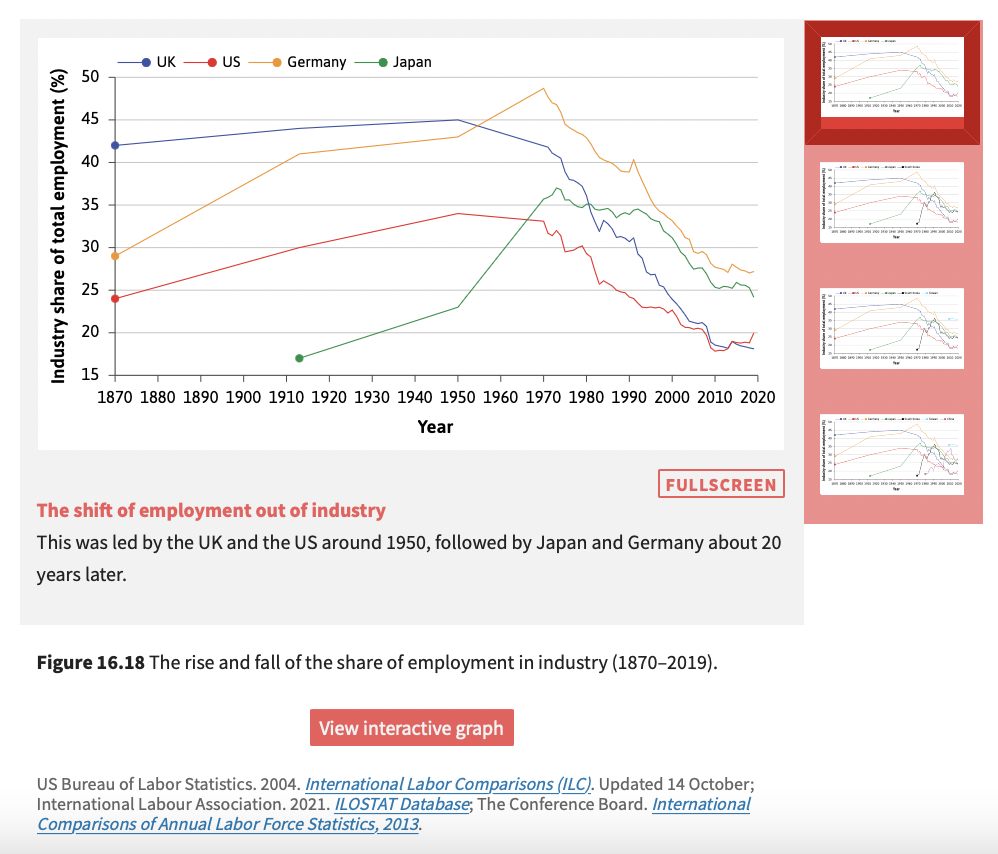 UK US Germany Japan
Industry share of total employment (%)
50
45
40
35
30
25
20
15
1870 1880 1890 1900 1910 1920 1930 1940 1950 1960 1970 1980 1990 2000 2010 2020
Year
FULLSCREEN
The shift of employment out of industry
This was led by the UK and the US around 1950, followed by Japan and Germany about 20
years later.
Figure 16.18 The rise and fall of the share of employment in industry (1870–2019).
View interactive graph
US Bureau of Labor Statistics. 2004. International Labor Comparisons (ILC). Updated 14 October;
International Labour Association. 2021. ILOSTAT Database; The Conference Board. International
Comparisons of Annual Labor Force Statistics, 2013.